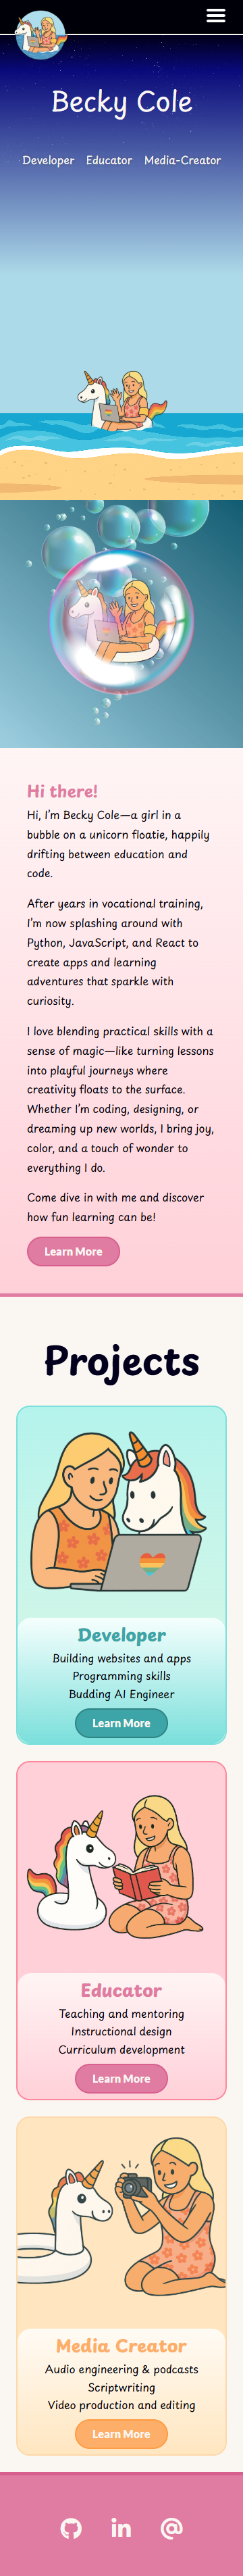 Becky Cole
Developer Educator Media-Creator
Hi there!
Hi, I'm Becky Cole—a girl in a
bubble on a unicorn floatie, happily
drifting between education and
code.
After years in vocational training,
I'm now splashing around with
Python, JavaScript, and React to
create apps and learning
adventures that sparkle with
curiosity.
I love blending practical skills with a
sense of magic—like turning lessons
into playful journeys where
creativity floats to the surface.
Whether I'm coding, designing, or
dreaming up new worlds, I bring joy,
color, and a touch of wonder to
everything I do.
Come dive in with me and discover
how fun learning can be!
Learn More
Projects
Developer
Building websites and apps
Programming skills
Budding AI Engineer
Learn More
Educator
Teaching and mentoring
Instructional design
Curriculum development
Learn More
Media Creator
Audio engineering & podcasts
Scriptwriting
Video production and editing
Learn More